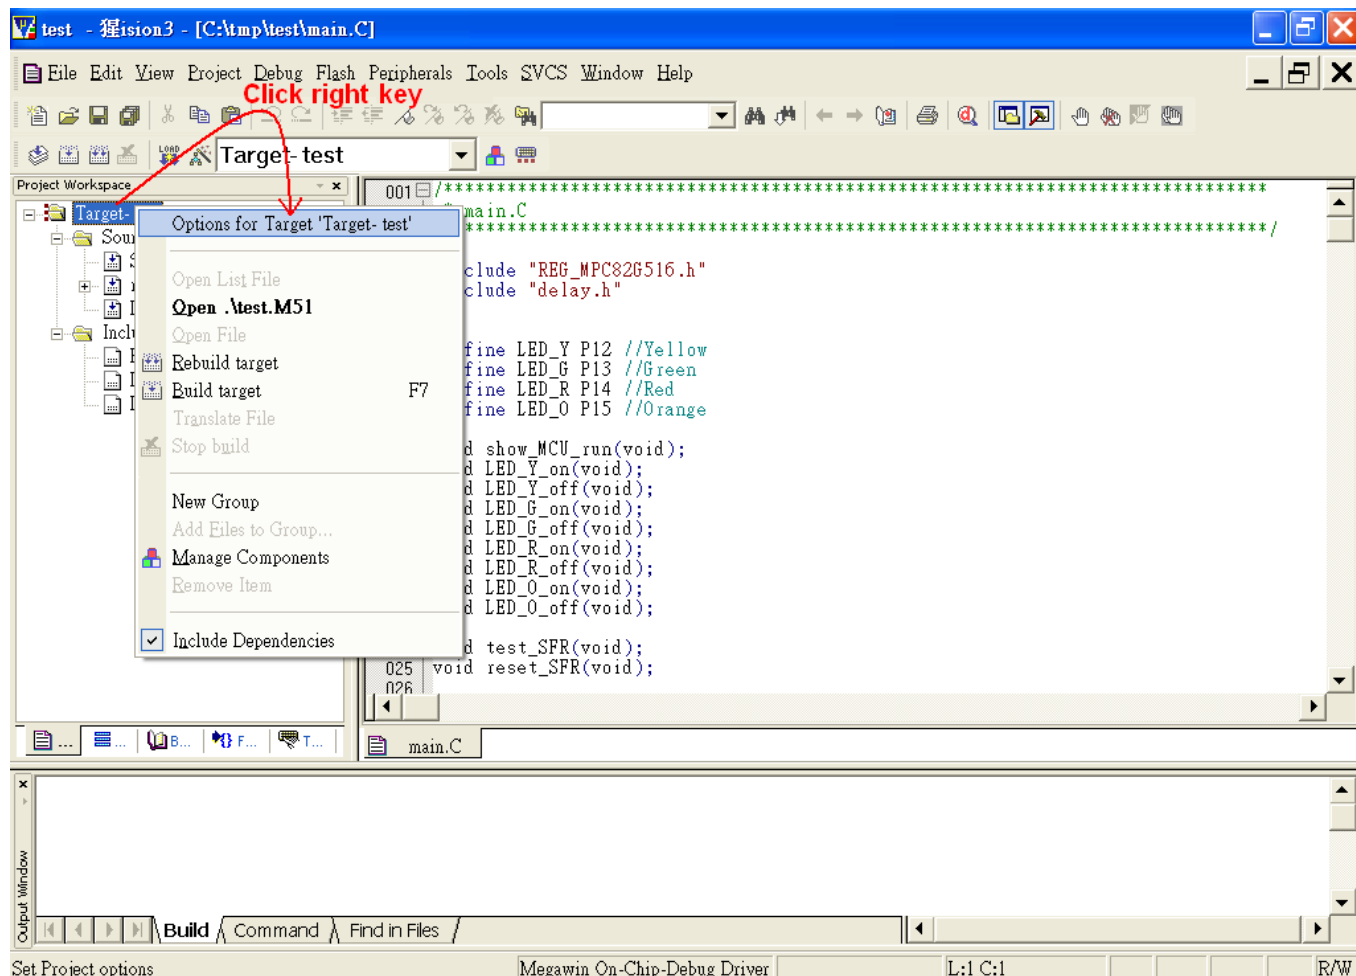 test - 猩ision3 - [C:\tmp\test\main.C]
File Edit View Project Debug Flash Peripherals Tools SVCS Window Help
Click right key
LOAD Target- test
Project Workspace
Target-
Options for Target 'Target- test'
Open List File
Open .\test.M51
Open File
Rebuild target
Build target F7
Translate File
Stop build
New Group
Add Files to Group...
Manage Components
Remove Item
Include Dependencies
001 /******************************************************************************
main.C
******************************************************************************/
clude "REG_MPC82G516.h"
clude "delay.h"
fine LED_Y P12 //Yellow
fine LED_G P13 //Green
fine LED_R P14 //Red
fine LED_O P15 //Orange
d show_MCU_run(void);
d LED_Y_on(void);
d LED_Y_off(void);
d LED_G_on(void);
d LED_G_off(void);
d LED_R_on(void);
d LED_R_off(void);
d LED_O_on(void);
d LED_O_off(void);
d test_SFR(void);
025 void reset_SFR(void);
026
... ... B... F... T...
main.C
Output Window
Build Command Find in Files
Set Project options Megawin On-Chip-Debug Driver L:1 C:1 R/W